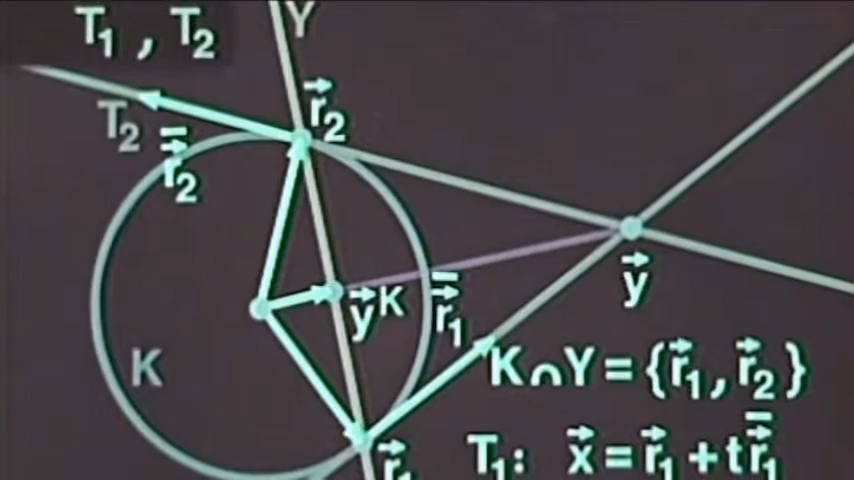 T₁ , T₂
Y
r⃗₂
T₂
r̄⃗₂
y⃗
y⃗ᴷ
r̄⃗₁
K
K∩Y = {r⃗₁, r⃗₂}
r⃗₁
T₁: x⃗ = r⃗₁ + t r̄⃗₁